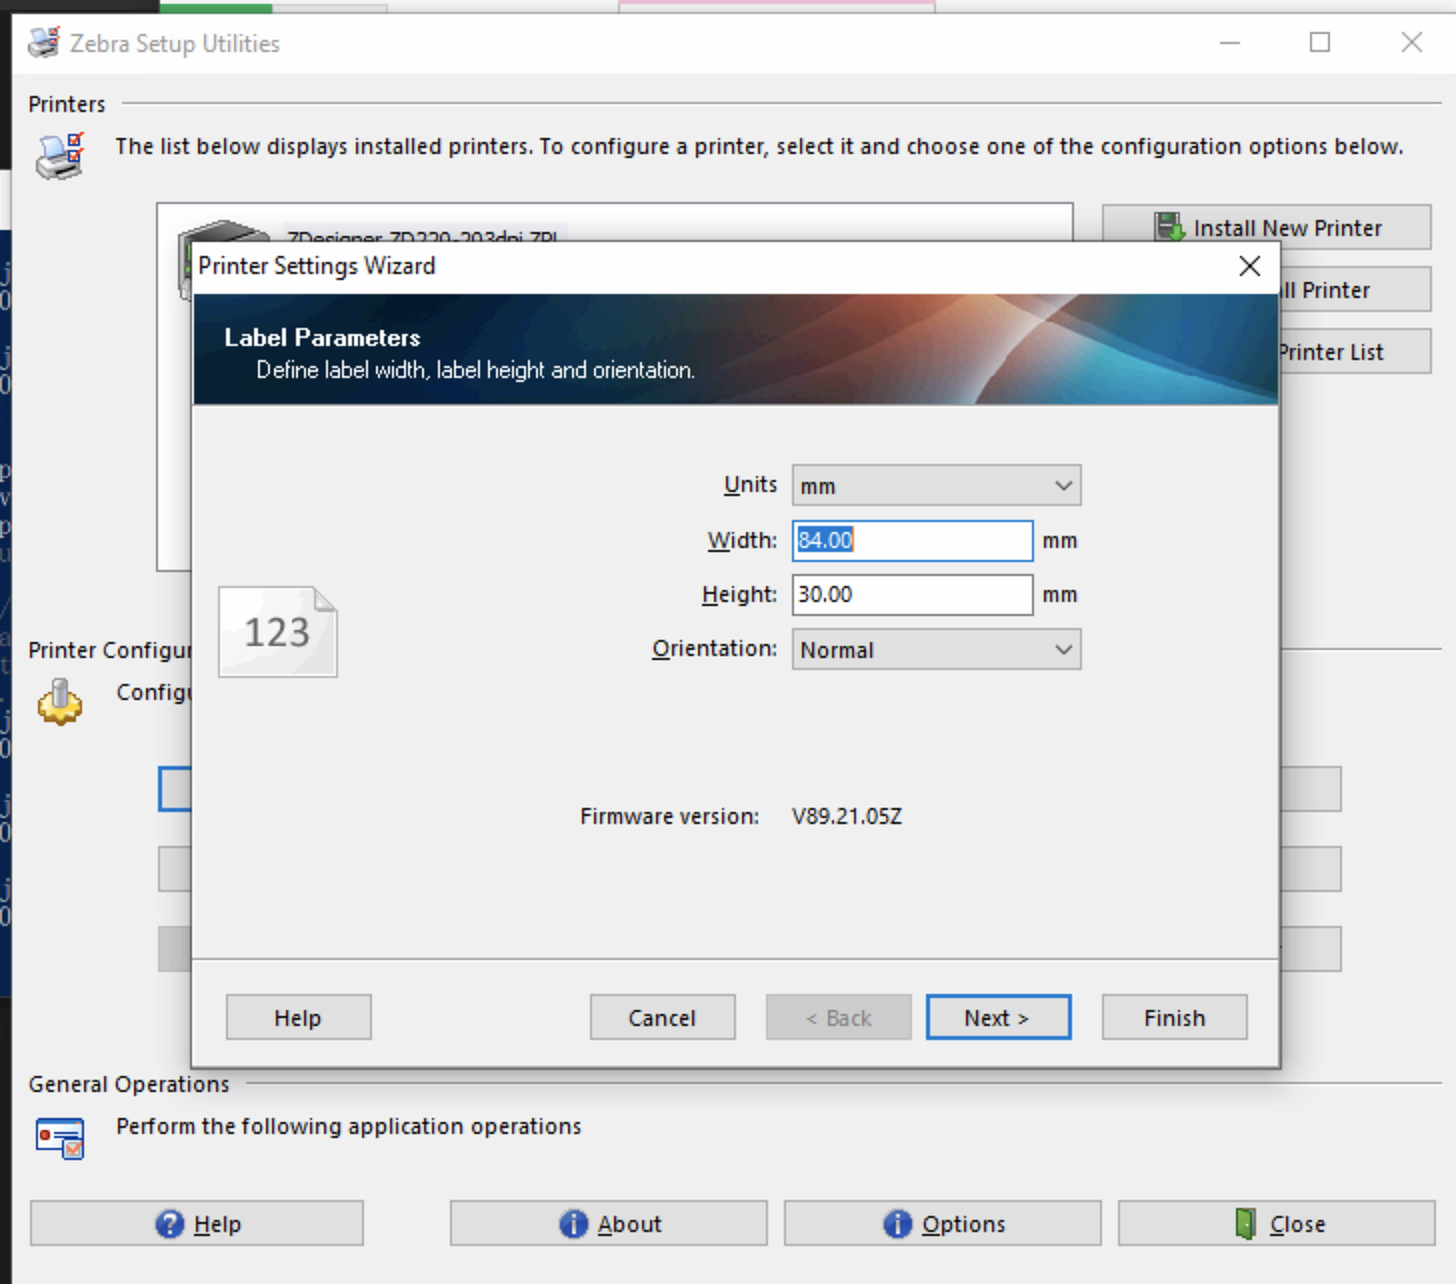 Zebra Setup Utilities
Printers
The list below displays installed printers. To configure a printer, select it and choose one of the configuration options below.
ZDesigner ZD220-203dpi ZPL
Install New Printer
Printer Settings Wizard
ll Printer
Label Parameters
Define label width, label height and orientation.
Printer List
Units mm
Width: 84.00 mm
Height: 30.00 mm
123
Orientation: Normal
Printer Configur
Configu
Firmware version: V89.21.05Z
Help Cancel < Back Next > Finish
General Operations
Perform the following application operations
Help About Options Close